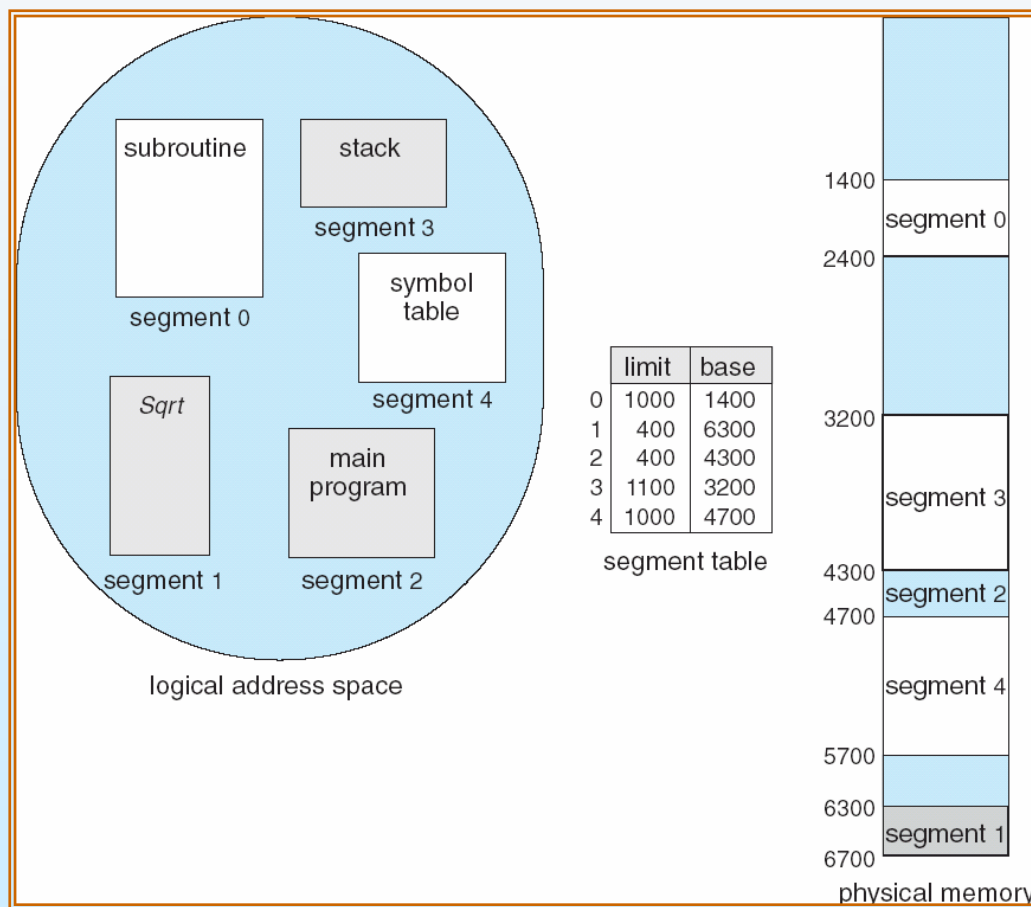 subroutine
segment 0
stack
segment 3
symbol
table
segment 4
Sqrt
segment 1
main
program
segment 2
logical address space
limit base
0 1000 1400
1 400 6300
2 400 4300
3 1100 3200
4 1000 4700
segment table
1400
segment 0
2400
3200
segment 3
4300
segment 2
4700
segment 4
5700
6300
segment 1
6700
physical memory